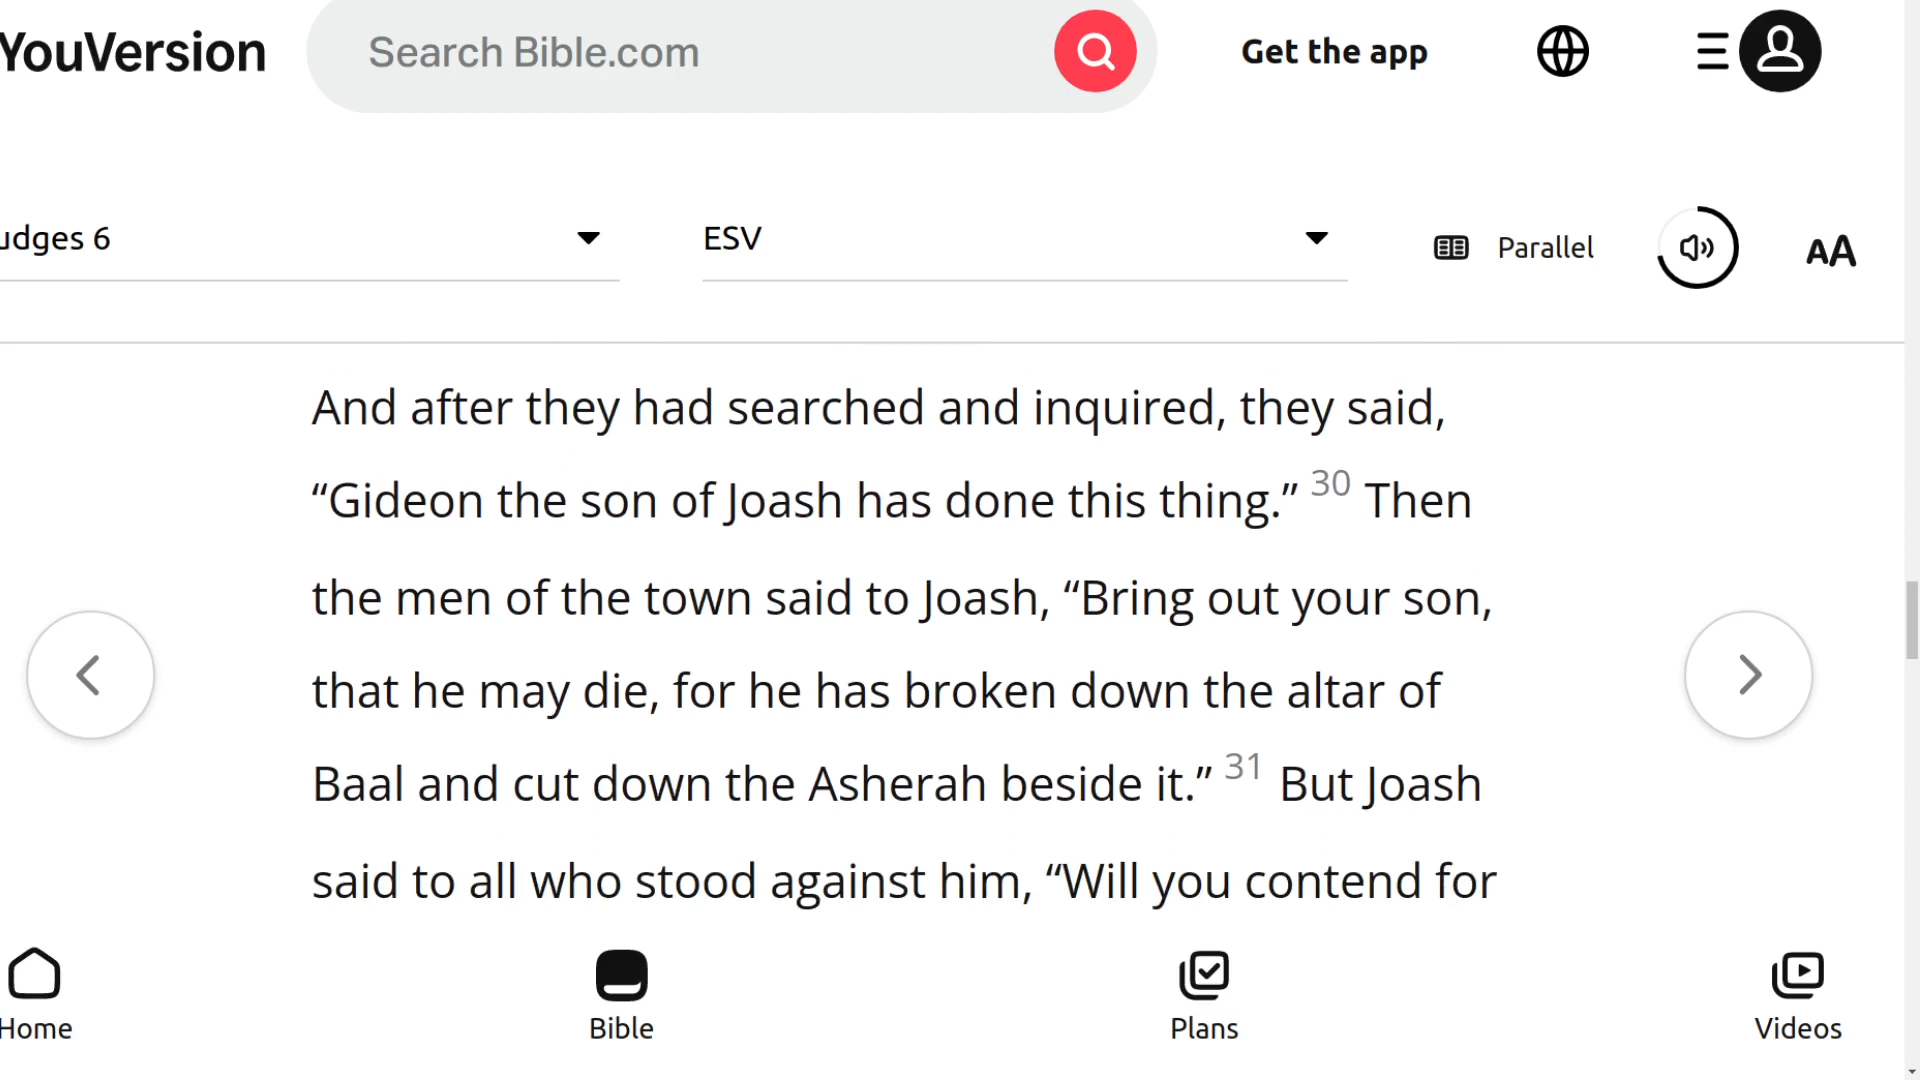 YouVersion
Search Bible.com
Get the app
udges 6
ESV
Parallel
AA
And after they had searched and inquired, they said,
“Gideon the son of Joash has done this thing.” 30 Then
the men of the town said to Joash, “Bring out your son,
that he may die, for he has broken down the altar of
Baal and cut down the Asherah beside it.” 31 But Joash
said to all who stood against him, “Will you contend for
Home
Bible
Plans
Videos